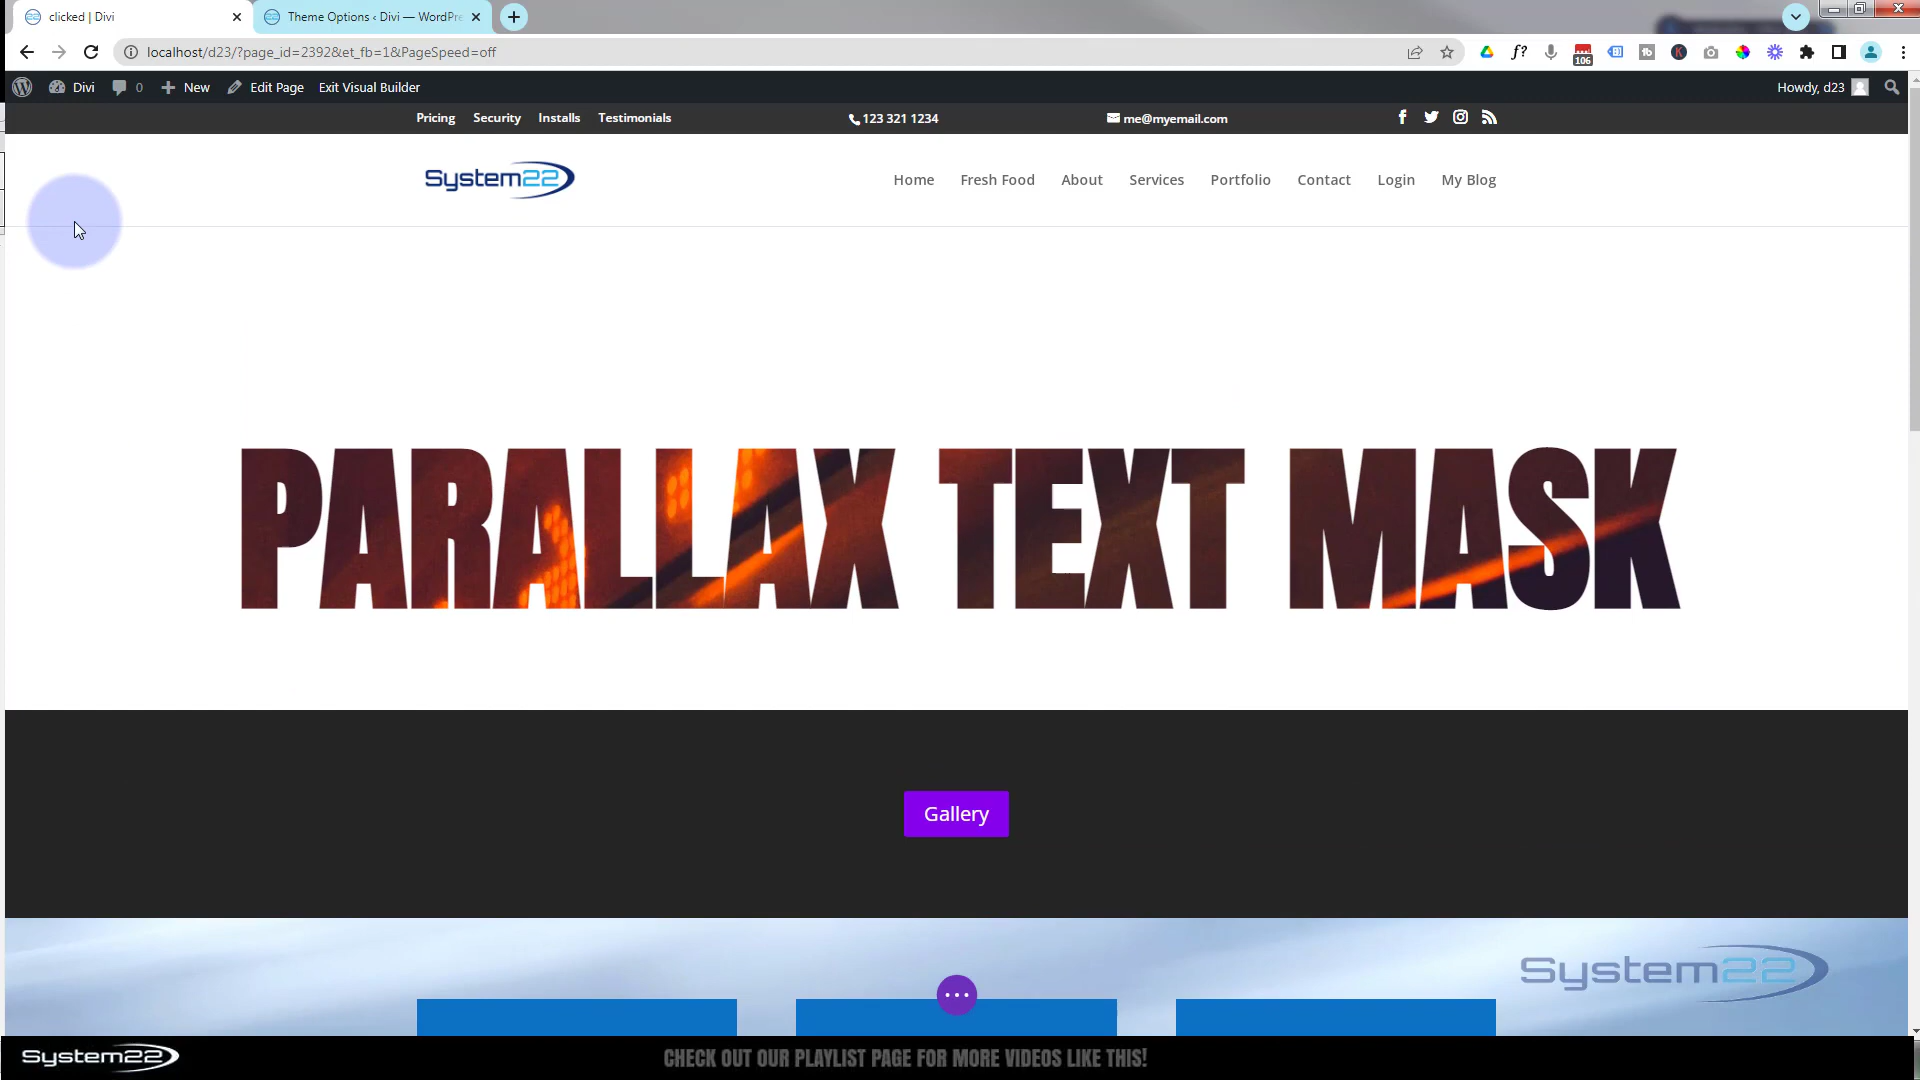 clicked | Divi
Theme Options ‹ Divi — WordPre
localhost/d23/?page_id=2392&et_fb=1&PageSpeed=off
f?
106
Divi
0
New
Edit Page
Exit Visual Builder
Howdy, d23
Pricing
Security
Installs
Testimonials
123 321 1234
me@myemail.com
System22
Home
Fresh Food
About
Services
Portfolio
Contact
Login
My Blog
PARALLAX TEXT MASK
Gallery
System22
System22
CHECK OUT OUR PLAYLIST PAGE FOR MORE VIDEOS LIKE THIS!